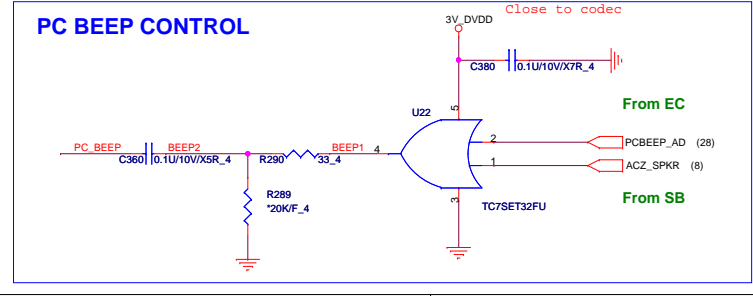 Close to codec
PC BEEP CONTROL
3V_DVDD
C380
0.1U/10V/X7R_4
From EC
U22
5
PC_BEEP
BEEP2
BEEP1
4
2
PCBEEP_AD
(28)
C360
0.1U/10V/X5R_4
R290
33_4
1
ACZ_SPKR
(8)
R289
*20K/F_4
3
TC7SET32FU
From SB